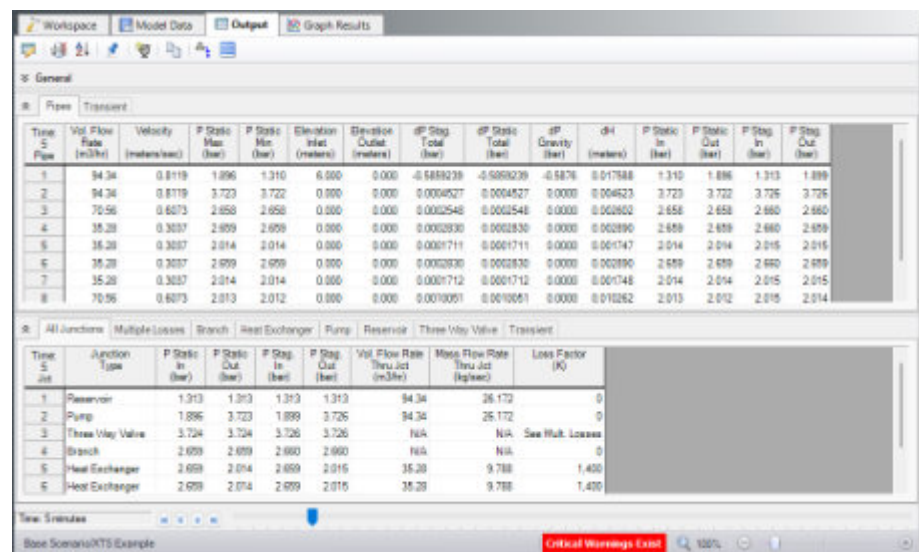 Workspace Model Data Output Graph Results
General
Pipes Transient
Time: 5 Pipe Vol. Flow Rate (m3/hr) Velocity (meters/sec) P Static Max (bar) P Static Min (bar) Elevation Inlet (meters) Elevation Outlet (meters) dP Stag. Total (bar) dP Static Total (bar) dP Gravity (bar) dH (meters) P Static In (bar) P Static Out (bar) P Stag. In (bar) P Stag. Out (bar)
1 94.34 0.8119 1.896 1.310 6.000 0.000 -0.5859239 -0.5859239 -0.5876 0.017588 1.310 1.896 1.313 1.899
2 94.34 0.8119 3.723 3.722 0.000 0.000 0.0004527 0.0004527 0.0000 0.004623 3.723 3.722 3.726 3.726
3 70.56 0.6073 2.658 2.658 0.000 0.000 0.0002548 0.0002548 0.0000 0.002602 2.658 2.658 2.660 2.660
4 35.28 0.3037 2.659 2.659 0.000 0.000 0.0002830 0.0002830 0.0000 0.002890 2.659 2.659 2.660 2.659
5 35.28 0.3037 2.014 2.014 0.000 0.000 0.0001711 0.0001711 0.0000 0.001747 2.014 2.014 2.015 2.015
6 35.28 0.3037 2.659 2.659 0.000 0.000 0.0002830 0.0002830 0.0000 0.002890 2.659 2.659 2.660 2.659
7 35.28 0.3037 2.014 2.014 0.000 0.000 0.0001712 0.0001712 0.0000 0.001748 2.014 2.014 2.015 2.015
8 70.56 0.6073 2.013 2.012 0.000 0.000 0.0010051 0.0010051 0.0000 0.010262 2.013 2.012 2.015 2.014
All Junctions Multiple Losses Branch Heat Exchanger Pump Reservoir Three Way Valve Transient
Time: 5 Jct Junction Type P Static In (bar) P Static Out (bar) P Stag. In (bar) P Stag. Out (bar) Vol. Flow Rate Thru Jct (m3/hr) Mass Flow Rate Thru Jct (kg/sec) Loss Factor (K)
1 Reservoir 1.313 1.313 1.313 1.313 94.34 26.172 0
2 Pump 1.896 3.723 1.899 3.726 94.34 26.172 0
3 Three Way Valve 3.724 3.724 3.726 3.726 N/A N/A See Mult. Losses
4 Branch 2.659 2.659 2.660 2.660 N/A N/A 0
5 Heat Exchanger 2.659 2.014 2.659 2.015 35.28 9.788 1,400
6 Heat Exchanger 2.659 2.014 2.659 2.015 35.28 9.788 1,400
Time: 5 minutes
Base Scenario/XTS Example Critical Warnings Exist 100%